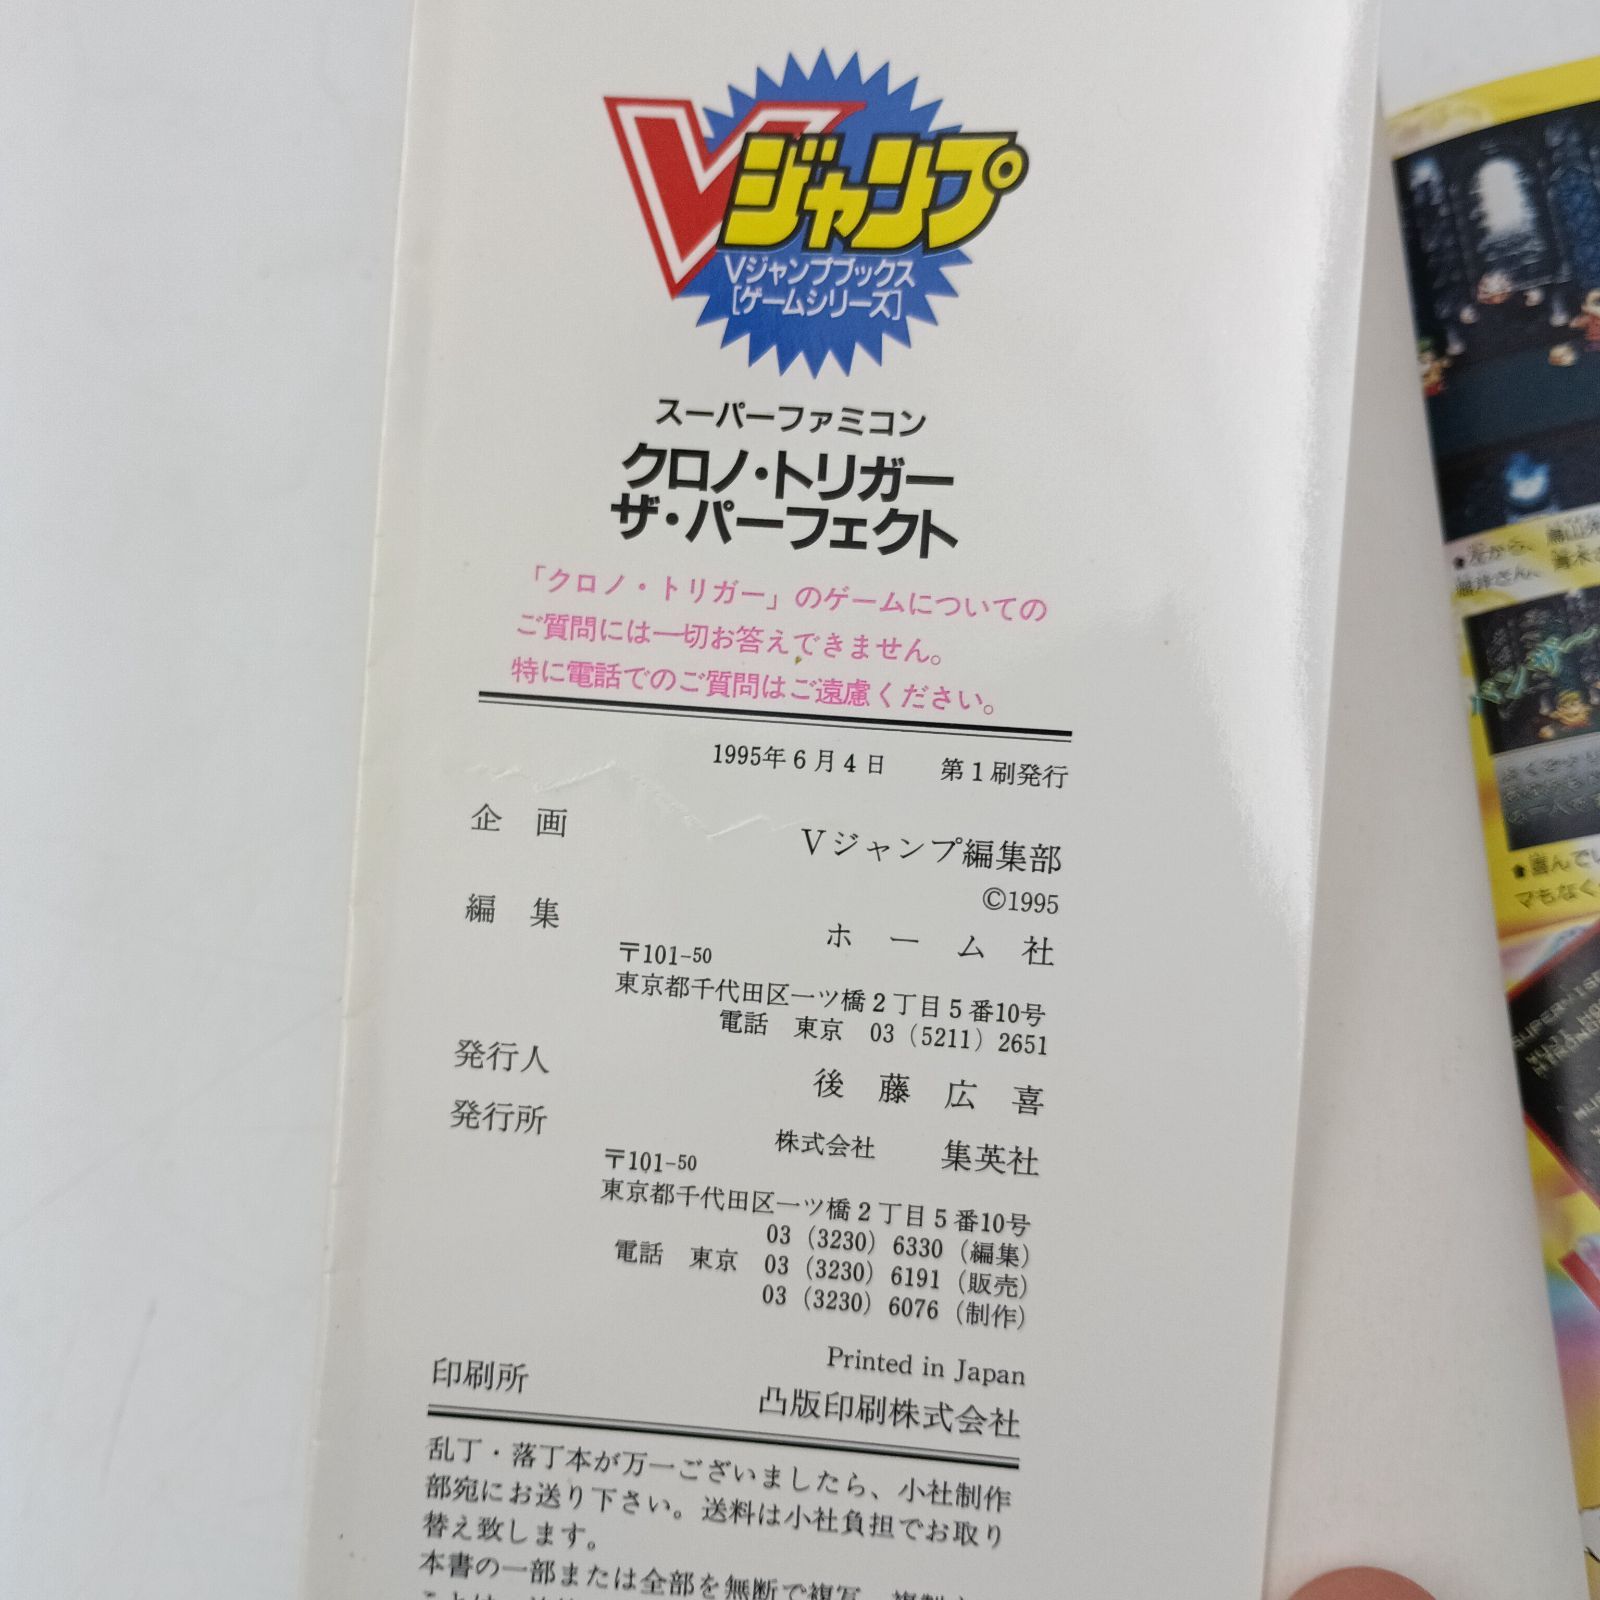 Vジャンプ
Vジャンプブックス
[ゲームシリーズ]
スーパーファミコン
クロノ・トリガー
ザ・パーフェクト
「クロノ・トリガー」のゲームについての
ご質問には一切お答えできません。
特に電話でのご質問はご遠慮ください。
1995年6月4日 第1刷発行
企画 Vジャンプ編集部
©1995
編集 ホーム社
〒101-50
東京都千代田区一ツ橋2丁目5番10号
電話 東京 03(5211)2651
発行人 後藤広喜
発行所 株式会社 集英社
〒101-50
東京都千代田区一ツ橋2丁目5番10号
03(3230)6330(編集)
電話 東京 03(3230)6191(販売)
03(3230)6076(制作)
Printed in Japan
印刷所 凸版印刷株式会社
乱丁・落丁本が万一ございましたら、小社制作
部宛にお送り下さい。送料は小社負担でお取り
替え致します。
本書の一部または全部を無断で複写、複製
左から、
喜んでい
マもなく